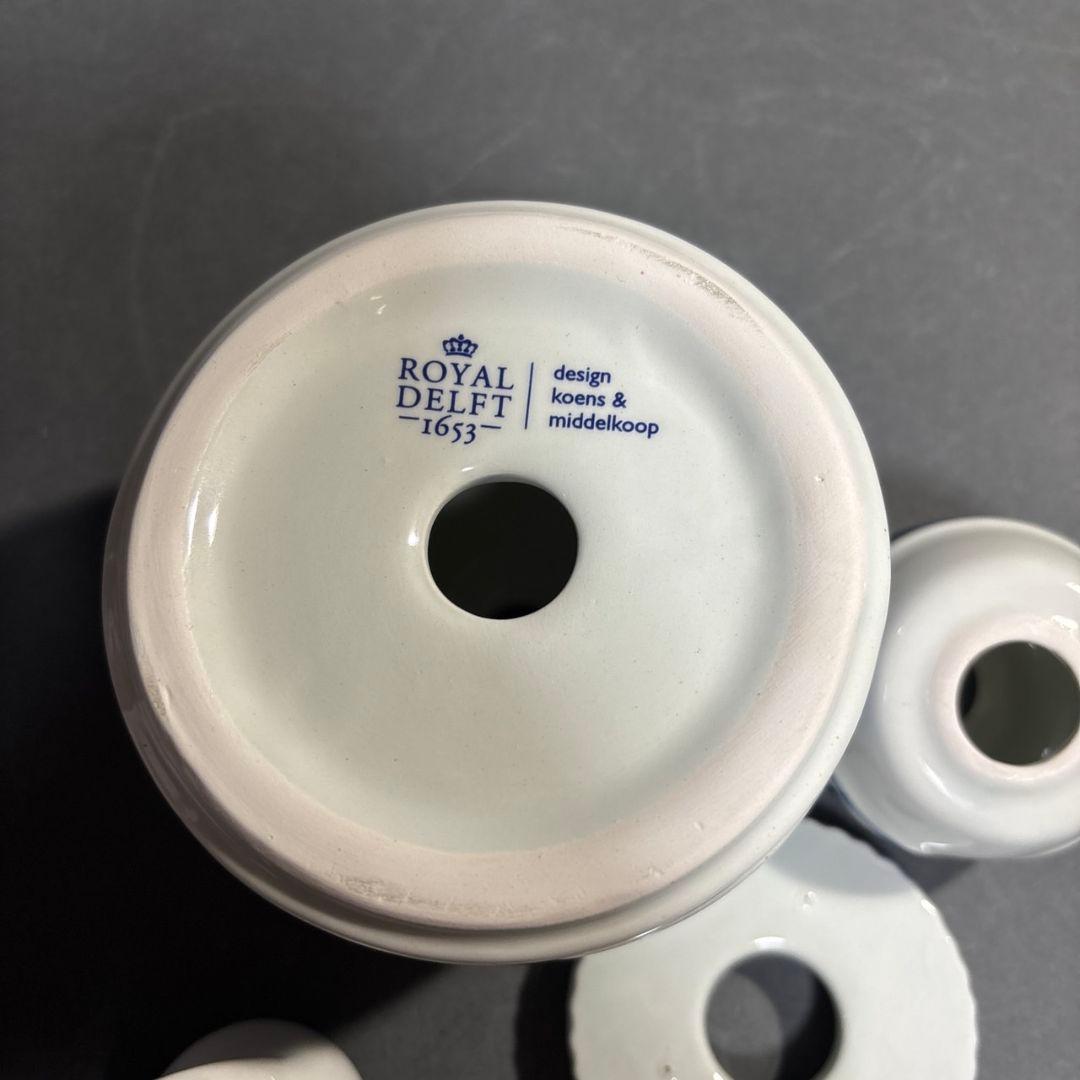 ROYAL
DELFT
1653
design
koens &
middelkoop